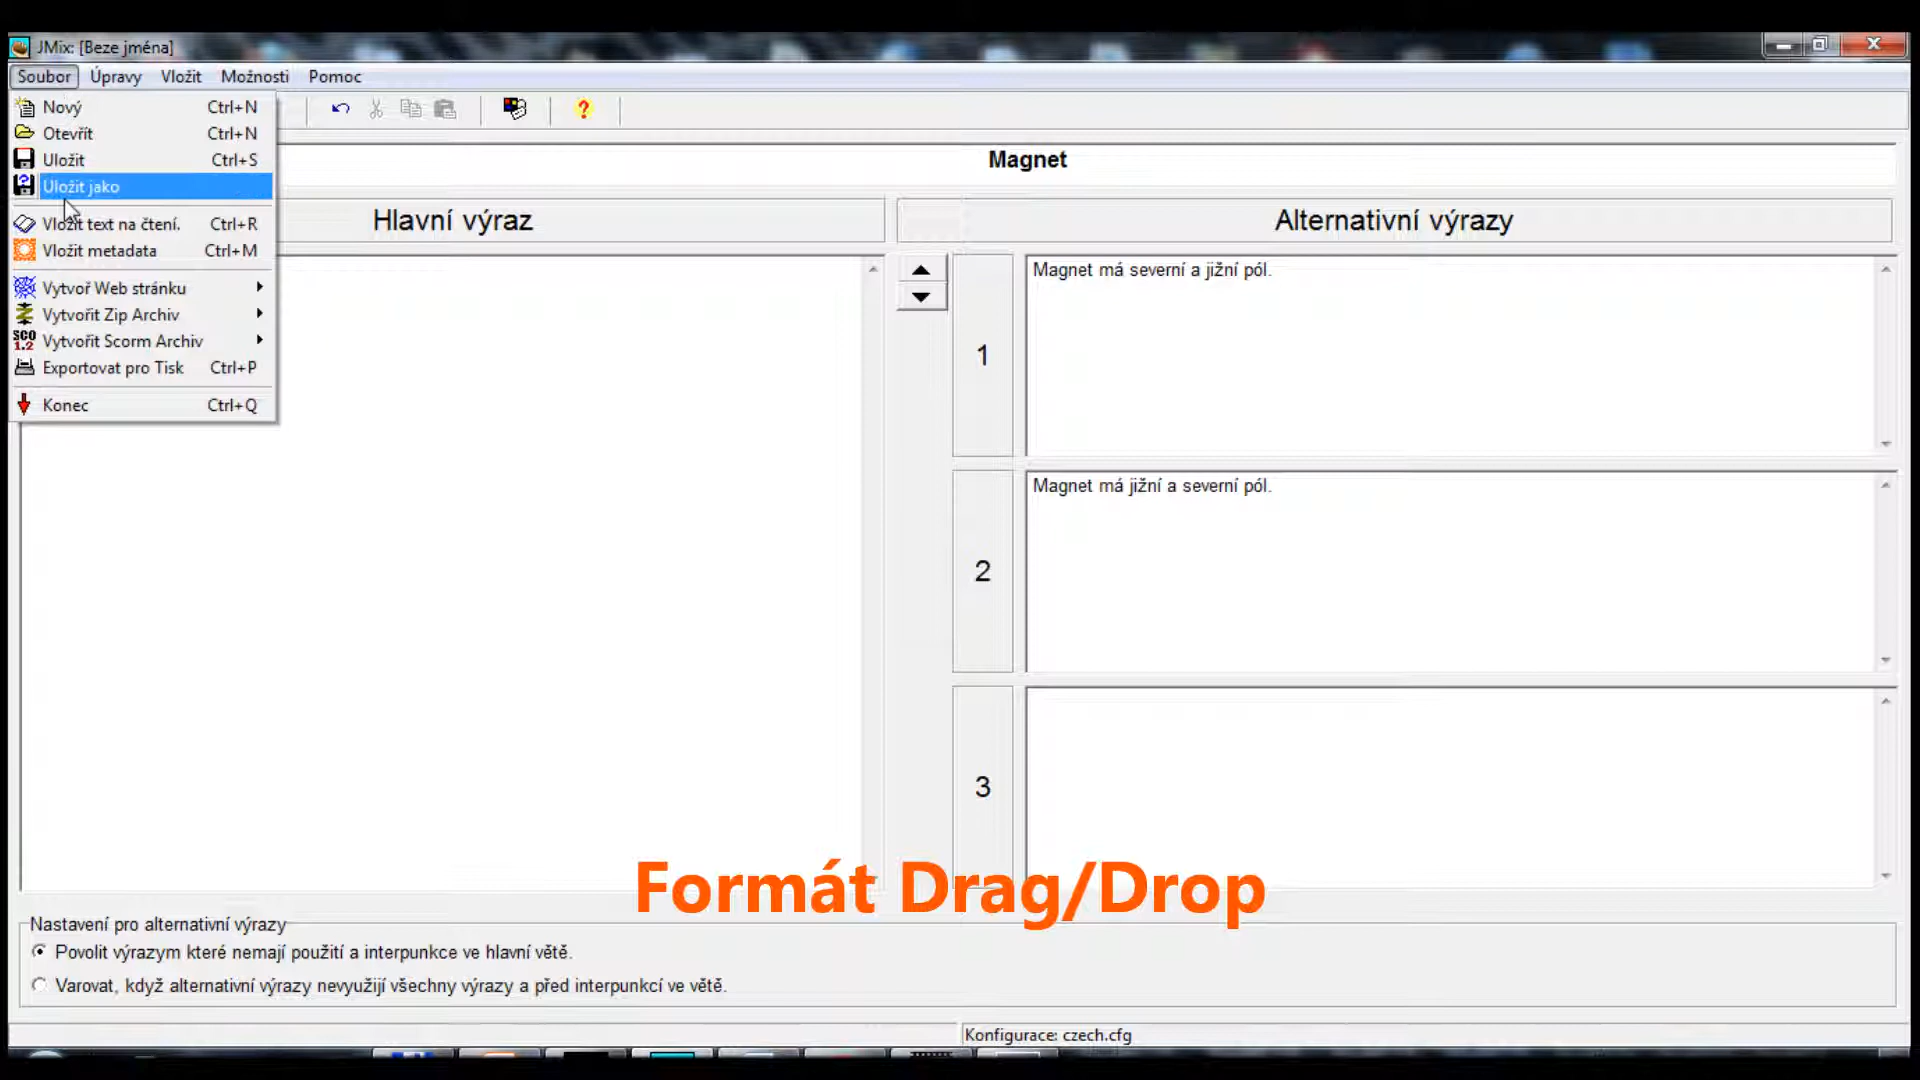 JMix: [Beze jména]
Soubor Úpravy Vložit Možnosti Pomoc
Nový Ctrl+N
Otevřít Ctrl+N
Uložit Ctrl+S
Uložit jako
Vložit text na čtení. Ctrl+R
Vložit metadata Ctrl+M
Vytvoř Web stránku
Vytvořit Zip Archiv
SCO 1.2 Vytvořit Scorm Archiv
Exportovat pro Tisk Ctrl+P
Konec Ctrl+Q
Magnet
Hlavní výraz
Alternativní výrazy
1
Magnet má severní a jižní pól.
2
Magnet má jižní a severní pól.
3
Formát Drag/Drop
Nastavení pro alternativní výrazy
Povolit výrazym které nemají použití a interpunkce ve hlavní větě.
Varovat, když alternativní výrazy nevyužijí všechny výrazy a před interpunkcí ve větě.
Konfigurace: czech.cfg